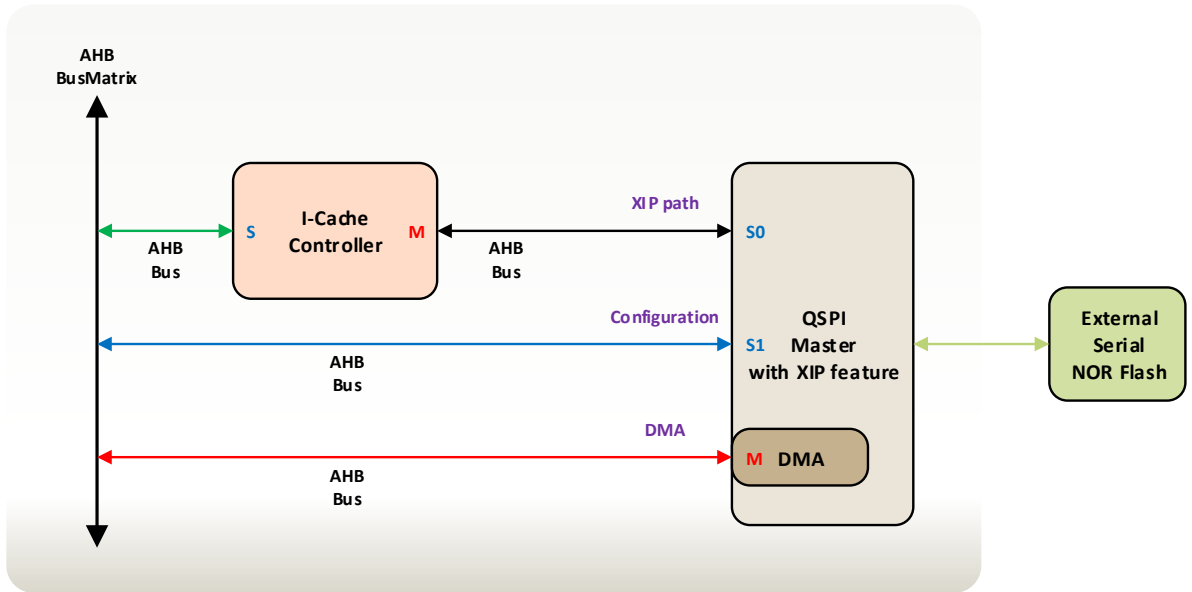 AHB
BusMatrix
I-Cache
Controller
S
M
AHB
Bus
XIP path
AHB
Bus
S0
Configuration
S1
AHB
Bus
QSPI
Master
with XIP feature
External
Serial
NOR Flash
DMA
M
DMA
AHB
Bus